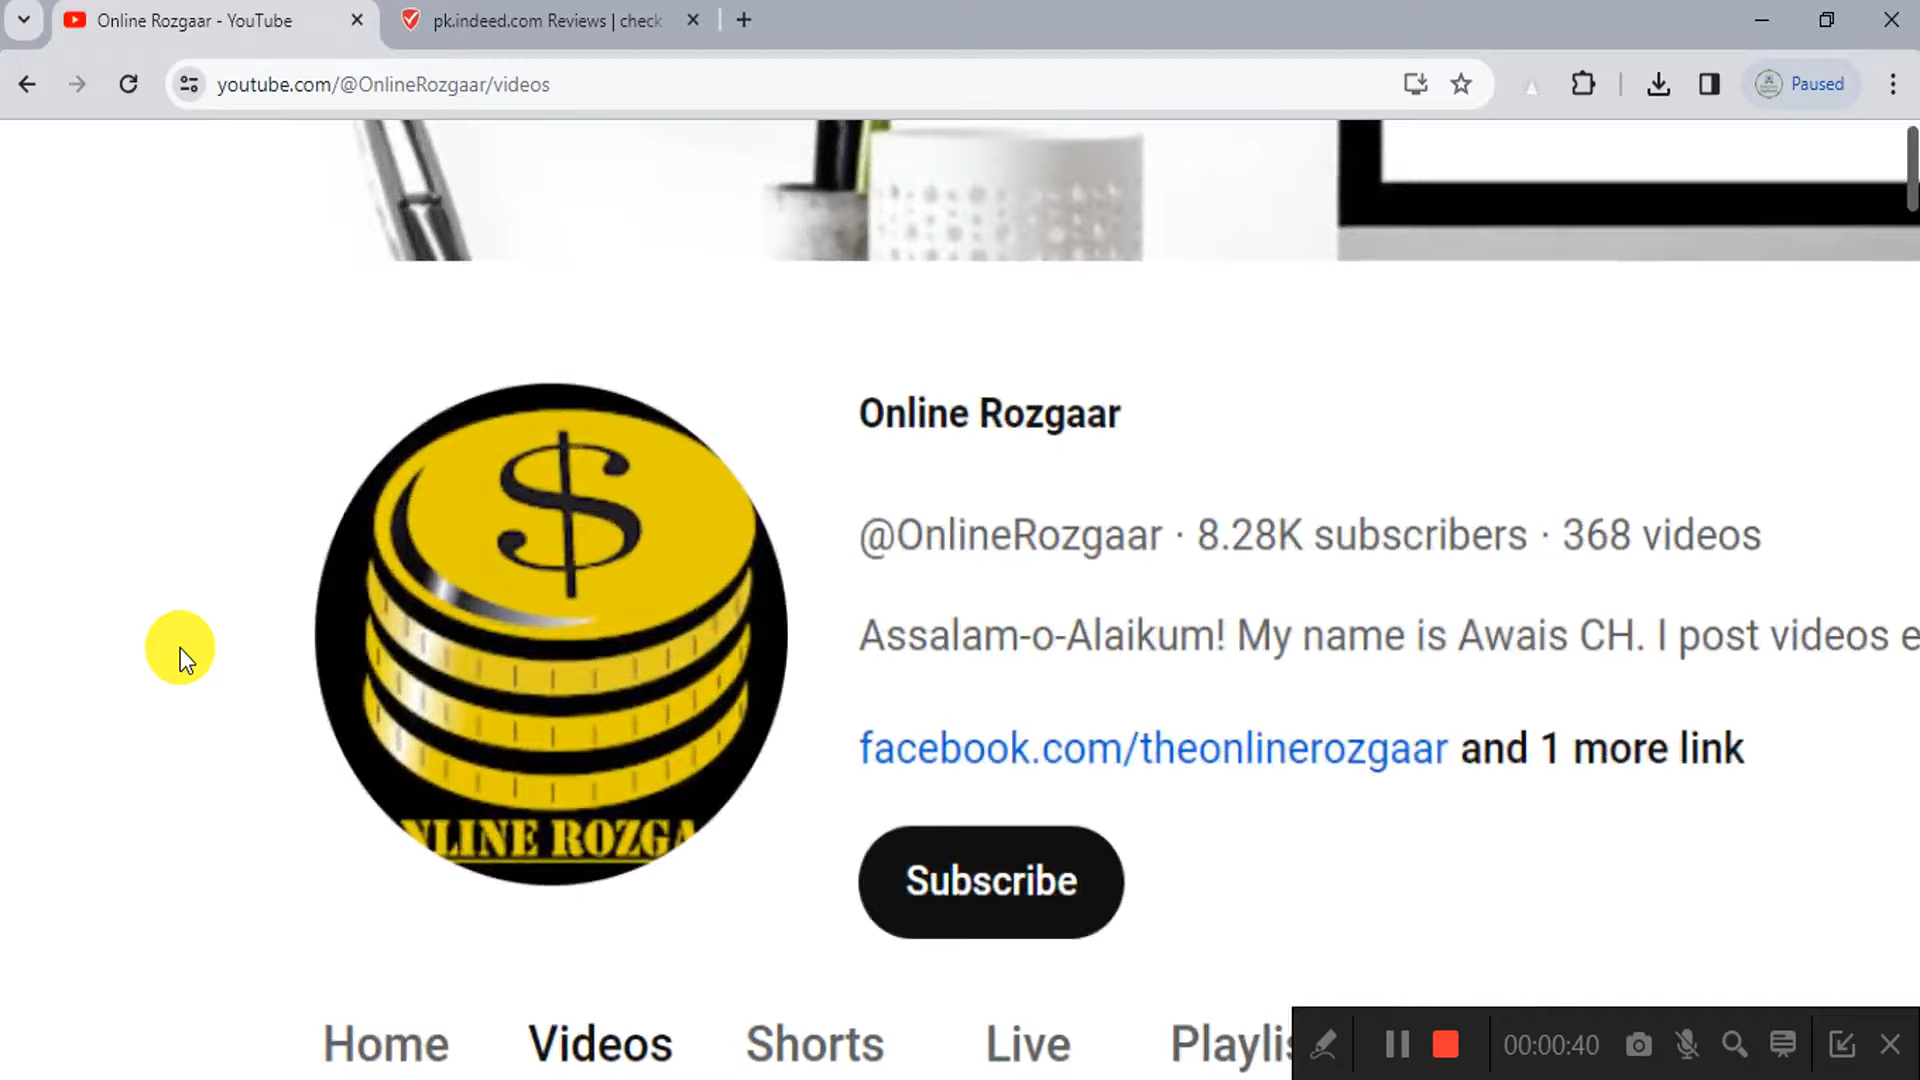 Online Rozgaar - YouTube
pk.indeed.com Reviews | check
youtube.com/@OnlineRozgaar/videos
Paused
$
NLINE ROZGA
Online Rozgaar
@OnlineRozgaar · 8.28K subscribers · 368 videos
Assalam-o-Alaikum! My name is Awais CH. I post videos e
facebook.com/theonlinerozgaar and 1 more link
Subscribe
Home Videos Shorts Live Playlis
00:00:40